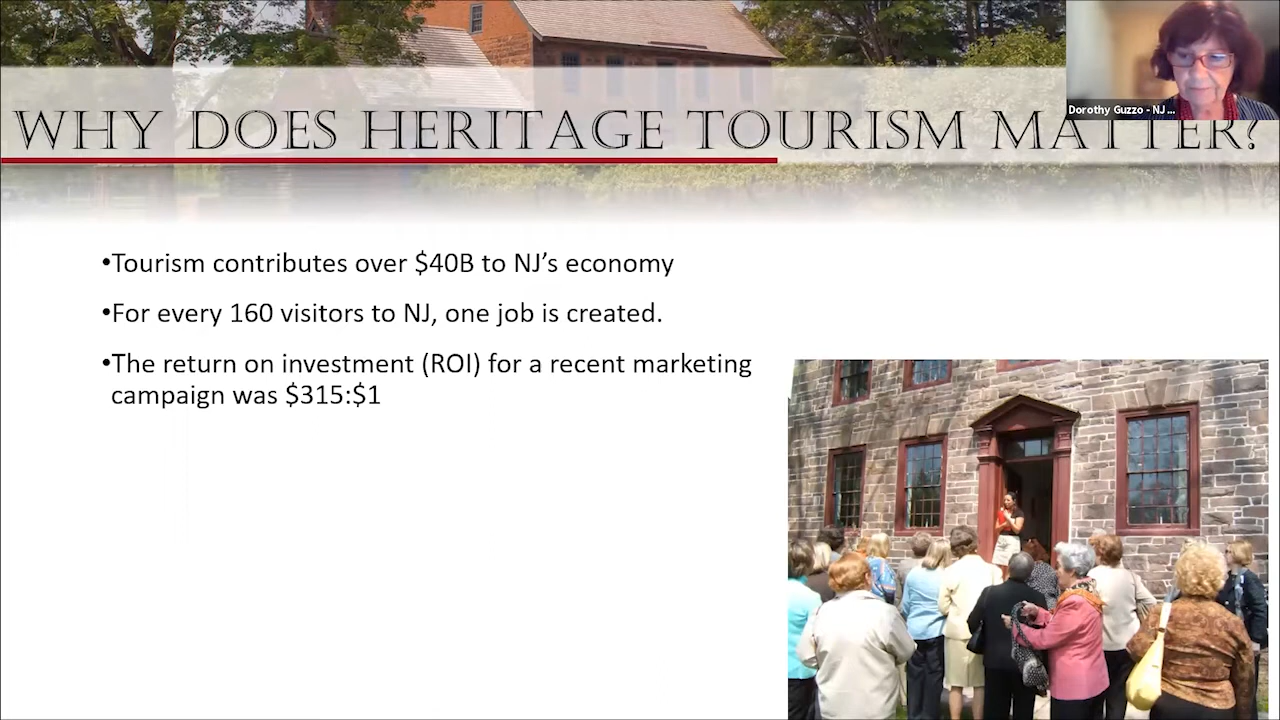 WHY DOES HERITAGE TOURISM MATTER?
Dorothy Guzzo - NJ ...
•Tourism contributes over $40B to NJ’s economy
•For every 160 visitors to NJ, one job is created.
•The return on investment (ROI) for a recent marketing
campaign was $315:$1